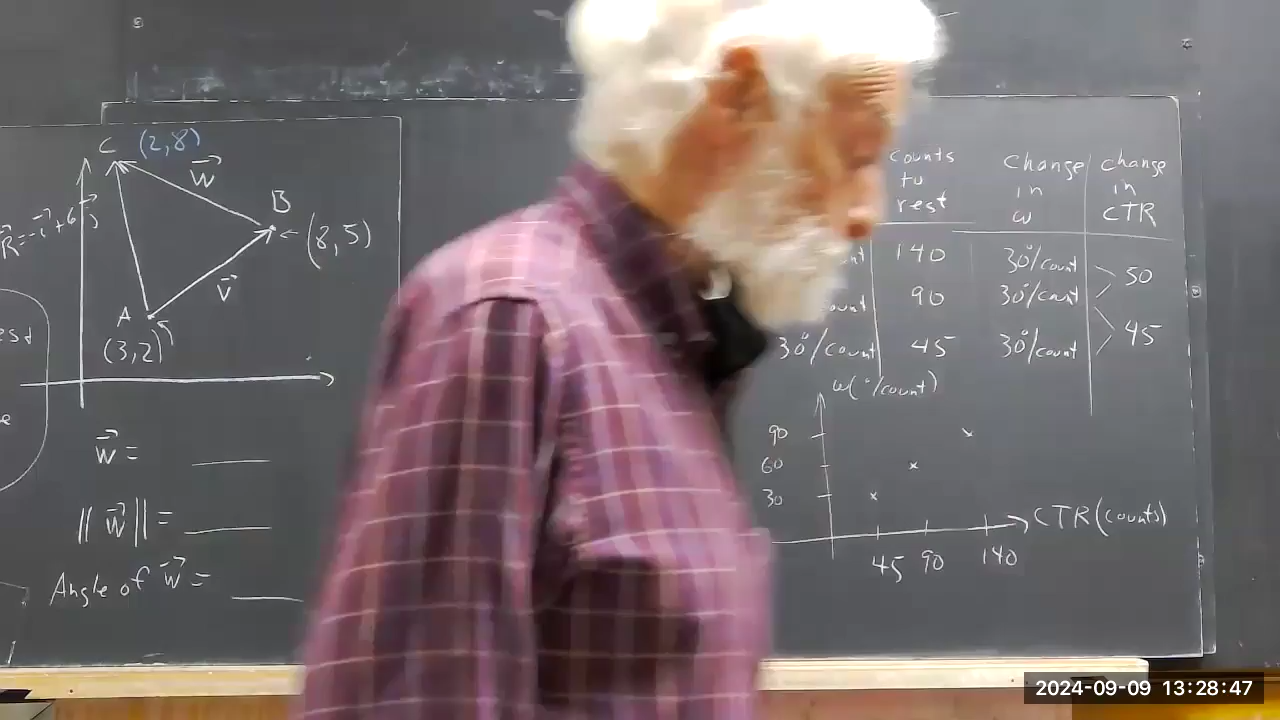 C (2,8)
w
B
(8,5)
R = -i + 6j
v
A
(3,2)
w =
|| w || =
Angle of w =
counts to rest
Change in ω
change in CTR
140
30°/count
50
90
30°/count
30°/count
45
30°/count
45
ω(°/count)
90
60
30
CTR(counts)
45 90 140
2024-09-09 13:28:47